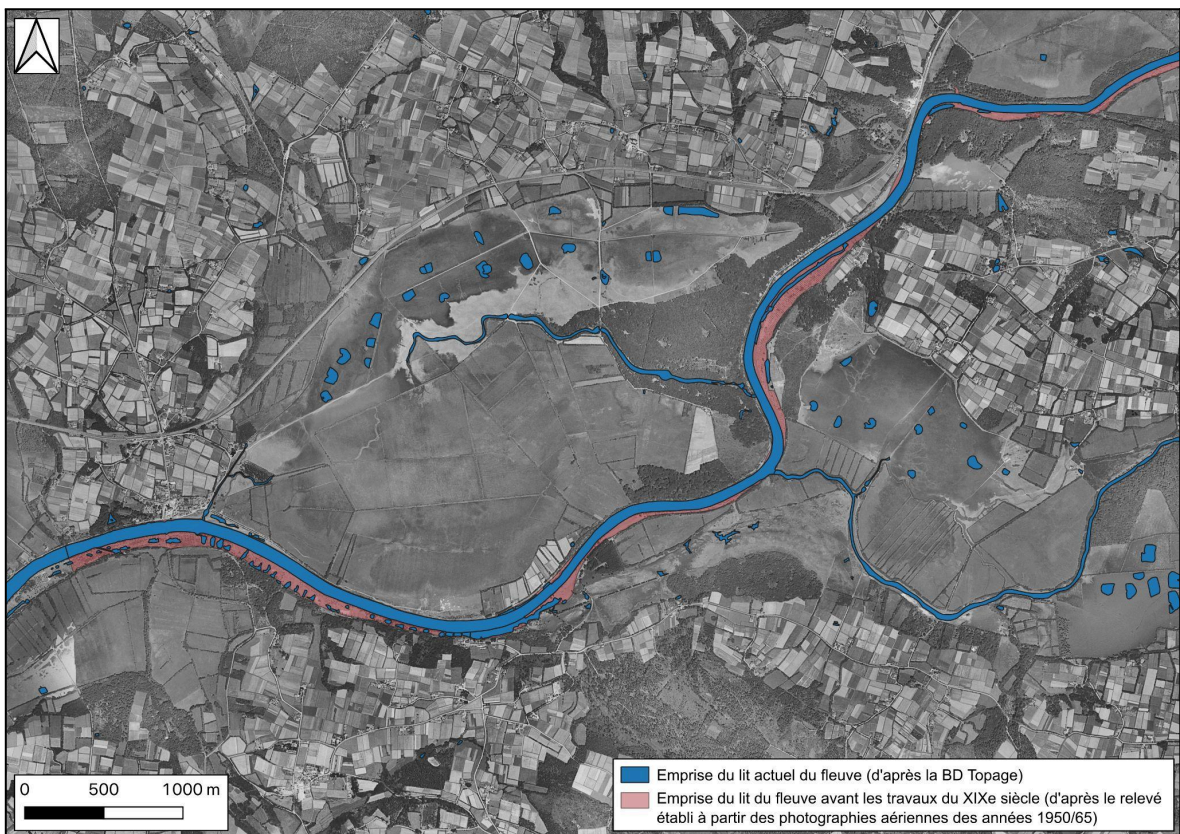 0 500 1000 m
Emprise du lit actuel du fleuve (d'après la BD Topage)
Emprise du lit du fleuve avant les travaux du XIXe siècle (d'après le relevé
établi à partir des photographies aériennes des années 1950/65)